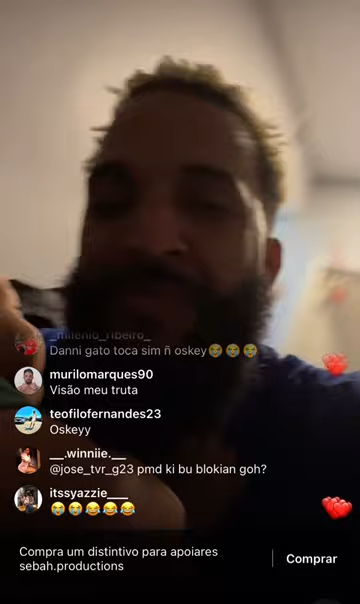 _milenio_ribeiro_
Danni gato toca sim ñ oskey😭😭😭
murilomarques90
Visão meu truta
teofilofernandes23
Oskeyy
__.winniie.__
@jose_tvr_g23 pmd ki bu blokian goh?
itssyazzie___
😭😭😂😂😂
Compra um distintivo para apoiares
sebah.productions
Comprar